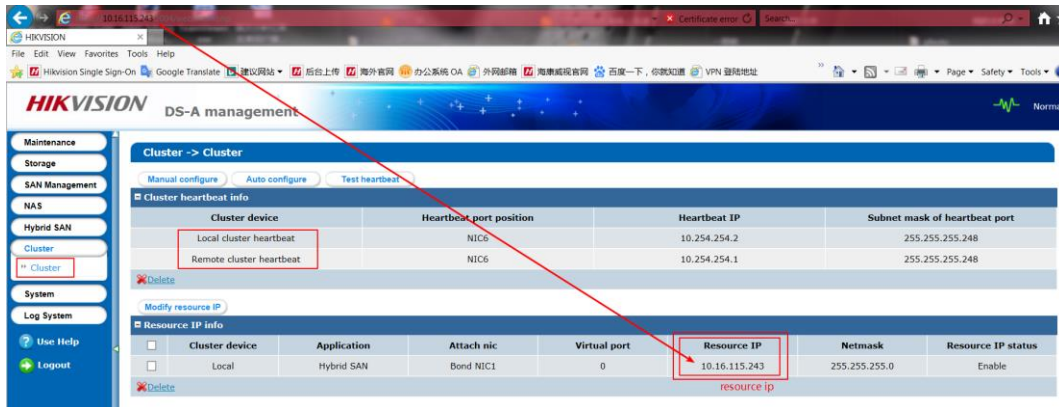 10.16.115.243
Certificate error
Search...
HIKVISION
File Edit View Favorites Tools Help
Hikvision Single Sign-On Google Translate 建议网站 后台上传 海外官网 办公系统 OA 外网邮箱 海康威视官网 百度一下，你就知道 VPN 登陆地址 Page Safety Tools
HIKVISION DS-A management
Maintenance
Storage
SAN Management
NAS
Hybrid SAN
Cluster
Cluster
System
Log System
Use Help
Logout
Cluster -> Cluster
Manual configure Auto configure Test heartbeat
Cluster heartbeat info
Cluster device Heartbeat port position Heartbeat IP Subnet mask of heartbeat port
Local cluster heartbeat NIC6 10.254.254.2 255.255.255.248
Remote cluster heartbeat NIC6 10.254.254.1 255.255.255.248
Delete
Modify resource IP
Resource IP info
Cluster device Application Attach nic Virtual port Resource IP Netmask Resource IP status
Local Hybrid SAN Bond NIC1 0 10.16.115.243 255.255.255.0 Enable
Delete
resource ip